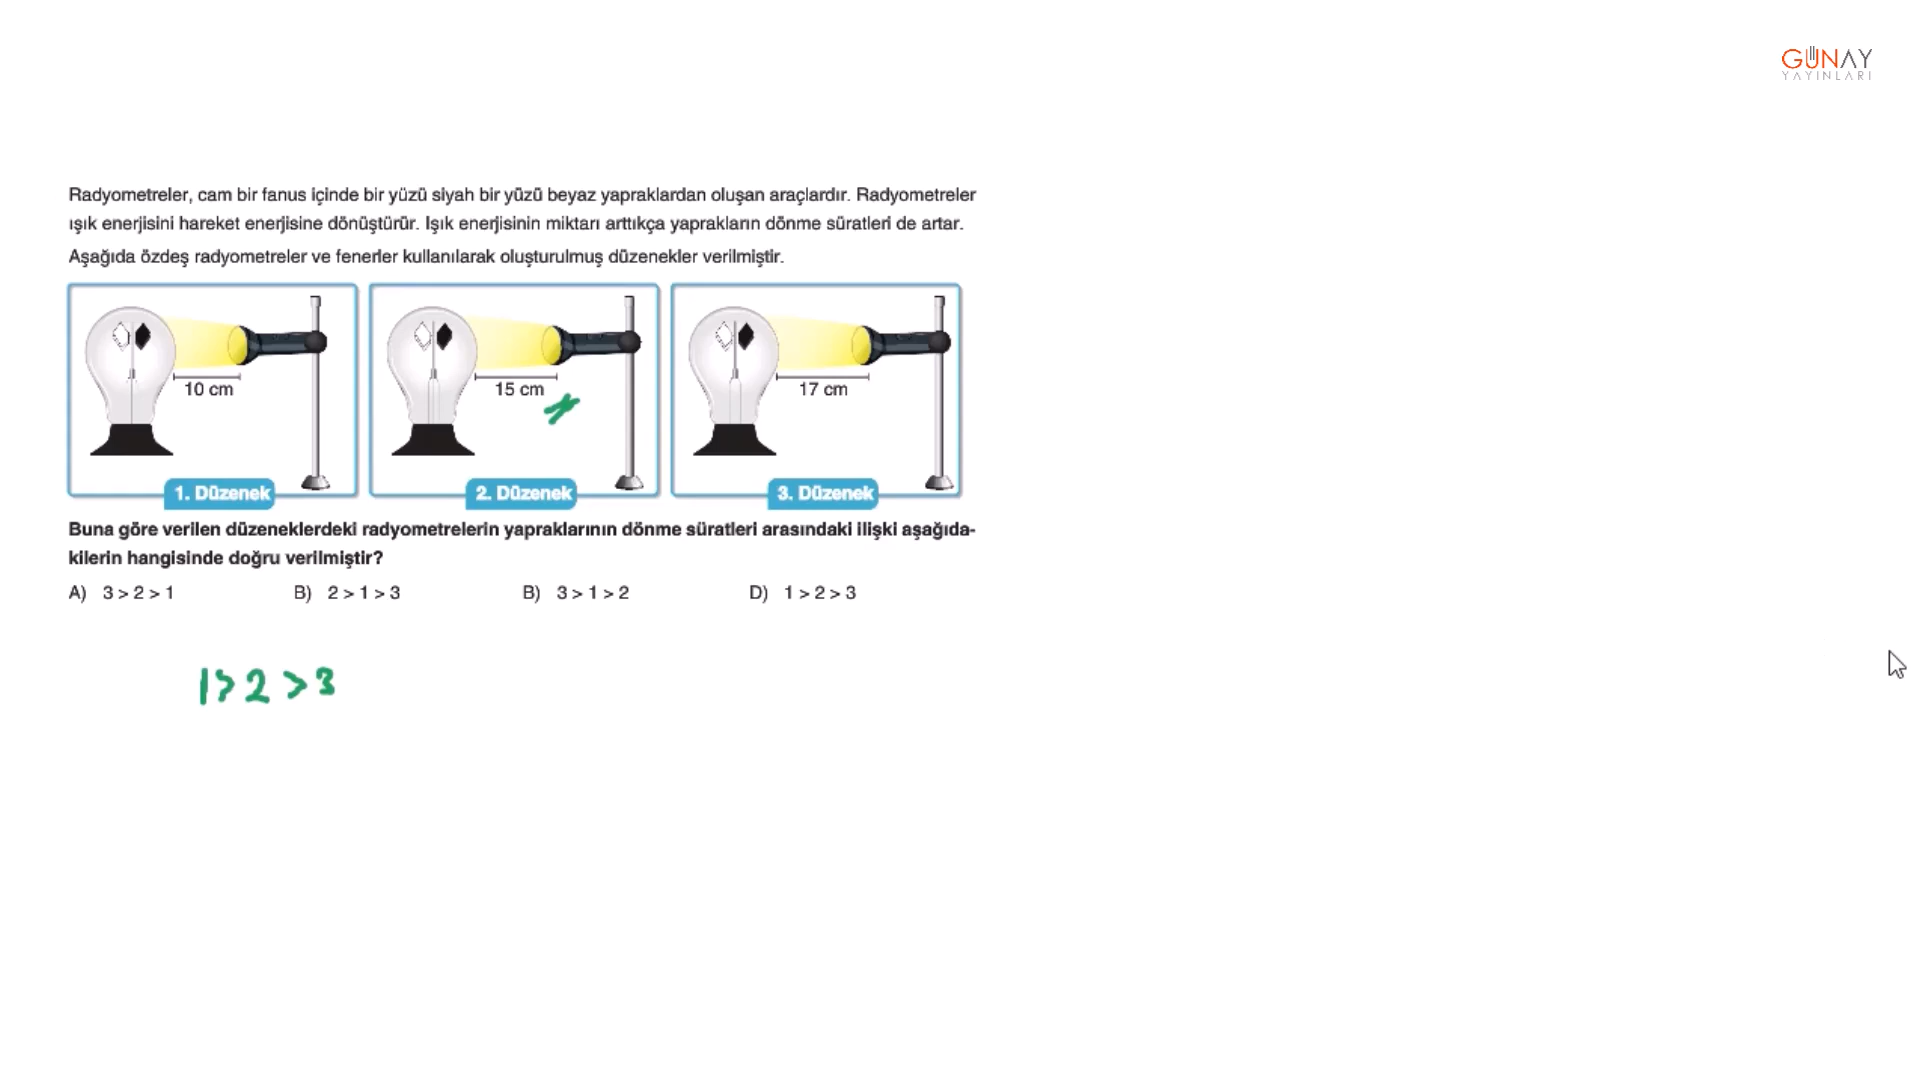 GÜNAY
YAYINLARI
Radyometreler, cam bir fanus içinde bir yüzü siyah bir yüzü beyaz yapraklardan oluşan araçlardır. Radyometreler
ışık enerjisini hareket enerjisine dönüştürür. Işık enerjisinin miktarı arttıkça yaprakların dönme süratleri de artar.
Aşağıda özdeş radyometreler ve fenerler kullanılarak oluşturulmuş düzenekler verilmiştir.
10 cm
15 cm
17 cm
1. Düzenek
2. Düzenek
3. Düzenek
Buna göre verilen düzeneklerdeki radyometrelerin yapraklarının dönme süratleri arasındaki ilişki aşağıda-
kilerin hangisinde doğru verilmiştir?
A) 3 > 2 > 1 B) 2 > 1 > 3 B) 3 > 1 > 2 D) 1 > 2 > 3
1 > 2 > 3